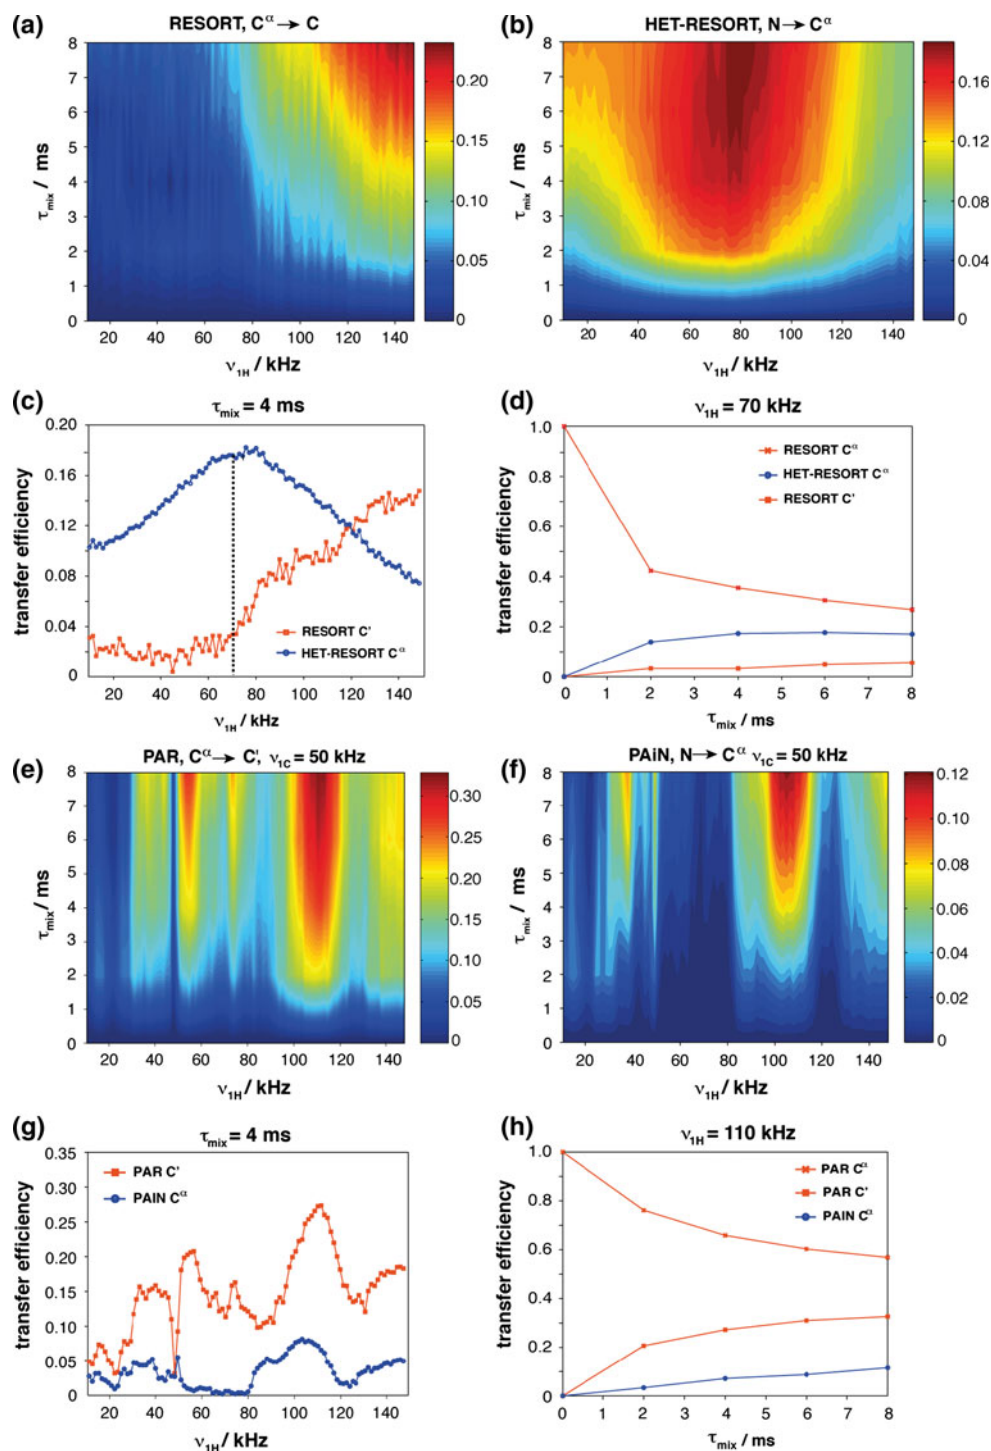 (a) RESORT, Cα → C
8
7
6
5
4
3
2
1
0
τmix / ms
20 40 60 80 100 120 140
ν1H / kHz
0.20
0.15
0.10
0.05
0
(b) HET-RESORT, N → Cα
8
7
6
5
4
3
2
1
0
τmix / ms
20 40 60 80 100 120 140
ν1H / kHz
0.16
0.12
0.08
0.04
0
(c) τmix = 4 ms
0.20
0.16
0.12
0.08
0.04
0
transfer efficiency
RESORT C'
HET-RESORT Cα
20 40 60 80 100 120 140
ν1H / kHz
(d) ν1H = 70 kHz
1.0
0.8
0.6
0.4
0.2
0
transfer efficiency
RESORT Cα
HET-RESORT Cα
RESORT C'
0 1 2 3 4 5 6 7 8
τmix / ms
(e) PAR, Cα → C', ν1C = 50 kHz
8
7
6
5
4
3
2
1
0
τmix / ms
20 40 60 80 100 120 140
ν1H / kHz
0.30
0.25
0.20
0.15
0.10
0.05
0
(f) PAiN, N → Cα ν1C = 50 kHz
8
7
6
5
4
3
2
1
0
τmix / ms
20 40 60 80 100 120 140
ν1H / kHz
0.12
0.10
0.08
0.06
0.04
0.02
0
(g) τmix = 4 ms
0.35
0.30
0.25
0.20
0.15
0.10
0.05
0
transfer efficiency
PAR C'
PAIN Cα
20 40 60 80 100 120 140
ν1H / kHz
(h) ν1H = 110 kHz
1.0
0.8
0.6
0.4
0.2
0
transfer efficiency
PAR Cα
PAR C'
PAIN Cα
0 1 2 3 4 5 6 7 8
τmix / ms